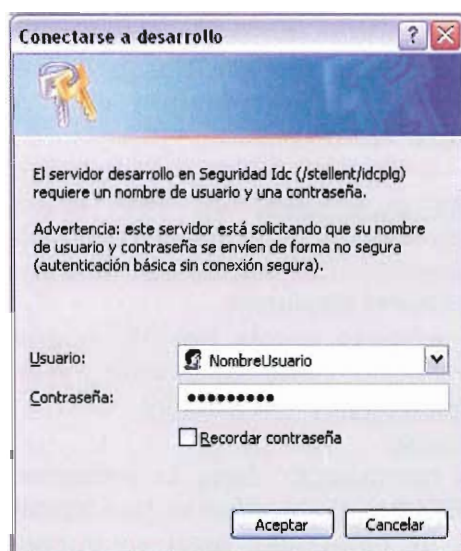 Conectarse a desarrollo
El servidor desarrollo en Seguridad Idc (/stellent/idcplg)
requiere un nombre de usuario y una contraseña.
Advertencia: este servidor está solicitando que su nombre
de usuario y contraseña se envíen de forma no segura
(autenticación básica sin conexión segura).
Usuario: NombreUsuario
Contraseña: •••••••••
Recordar contraseña
Aceptar Cancelar